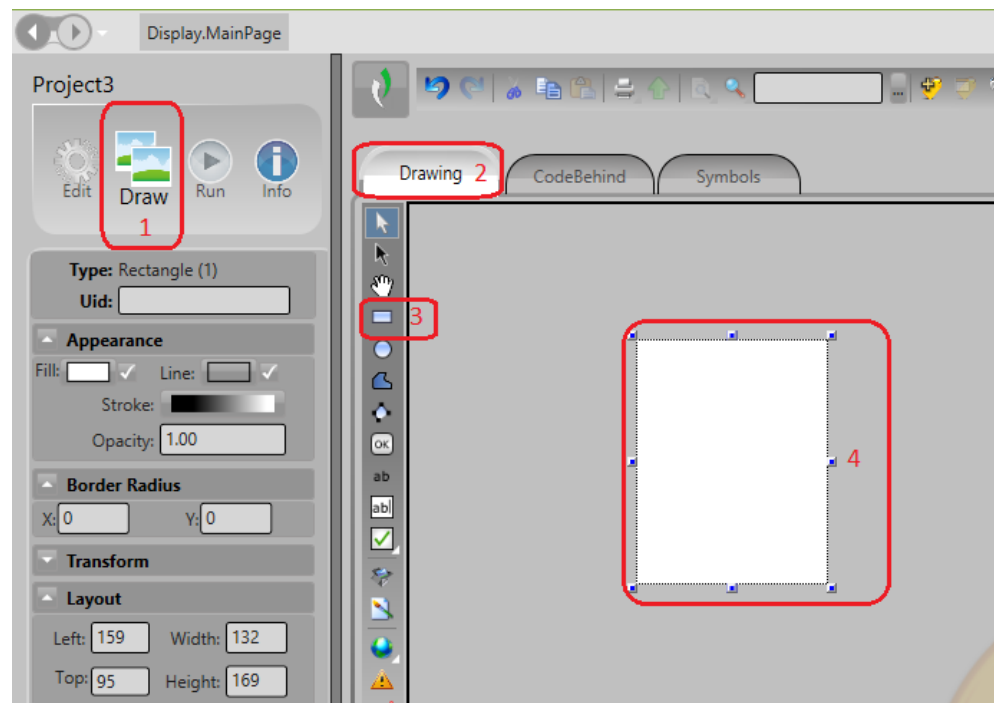 Display.MainPage
Project3
Edit
Draw
Run
Info
1
Drawing 2
CodeBehind
Symbols
Type: Rectangle (1)
Uid:
Appearance
Fill:
Line:
Stroke:
Opacity: 1.00
Border Radius
X: 0
Y: 0
Transform
Layout
Left: 159
Width: 132
Top: 95
Height: 169
...
3
OK
ab
ab
4